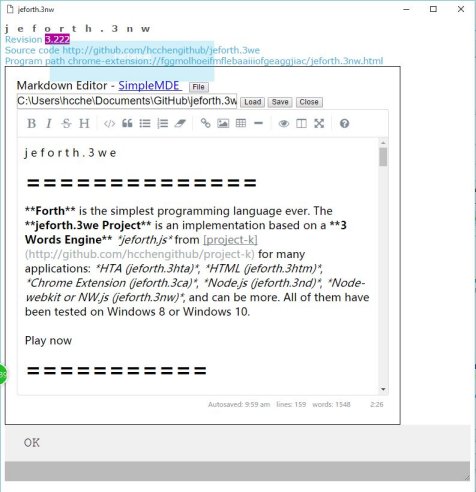 jeforth.3nw
j e f o r t h . 3 n w
Revision 3.222
Source code http://github.com/hcchengithub/jeforth.3we
Program path chrome-extension://fggmolhoeifmflebaaiiiofgeaggjiac/jeforth.3nw.html
Markdown Editor - SimpleMDE File
C:\Users\hcche\Documents\GitHub\jeforth.3w Load Save Close
B I S H
j e f o r t h . 3 w e
==============
**Forth** is the simplest programming language ever. The
**jeforth.3we Project** is an implementation based on a **3
Words Engine** *jeforth.js* from [project-k]
(http://github.com/hcchengithub/project-k) for many
applications: *HTA (jeforth.3hta)*, *HTML (jeforth.3htm)*,
*Chrome Extension (jeforth.3ca)*, *Node.js (jeforth.3nd)*, *Node-
webkit or NW.js (jeforth.3nw)*, and can be more. All of them have
been tested on Windows 8 or Windows 10.
Play now
===========
Autosaved: 9:59 am lines: 159 words: 1548 2:26
OK